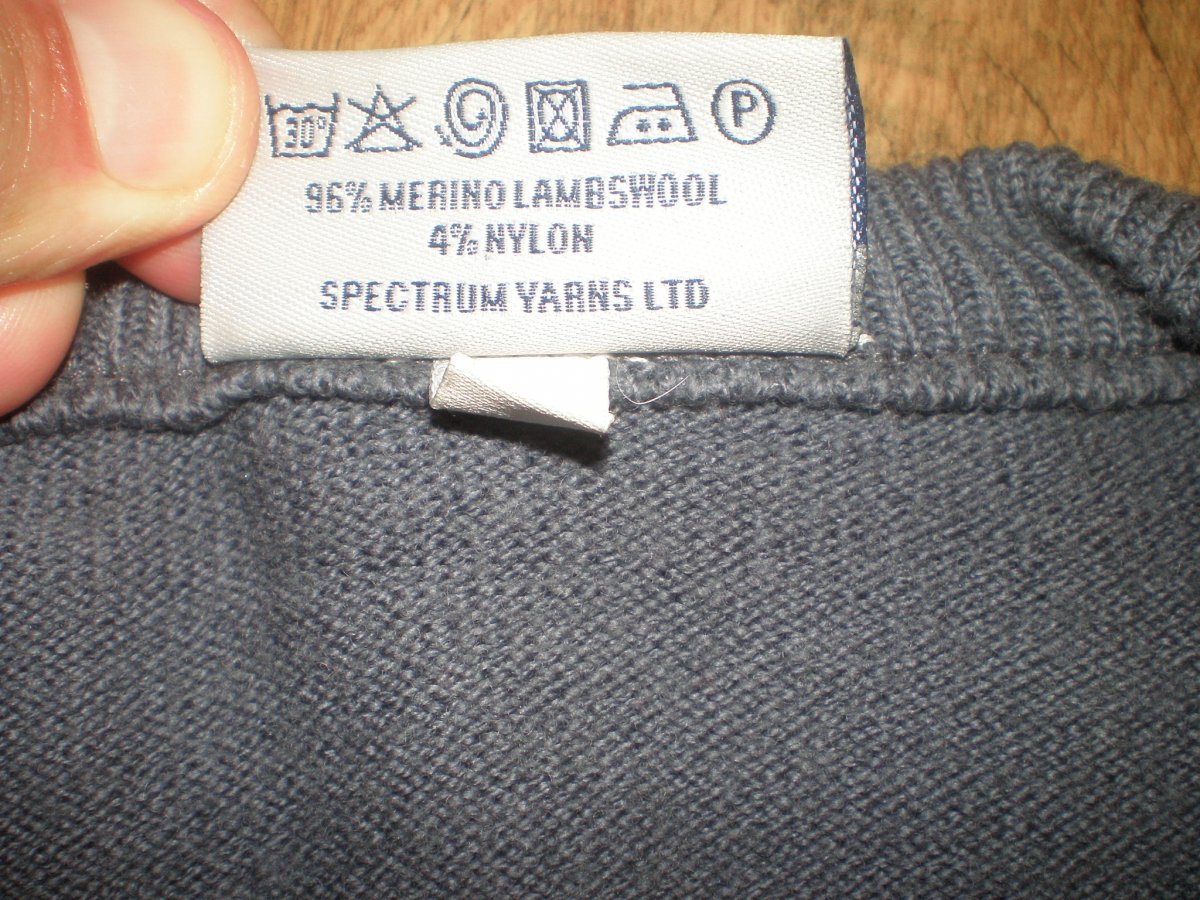 30° P
96% MERINO LAMBSWOOL
4% NYLON
SPECTRUM YARNS LTD